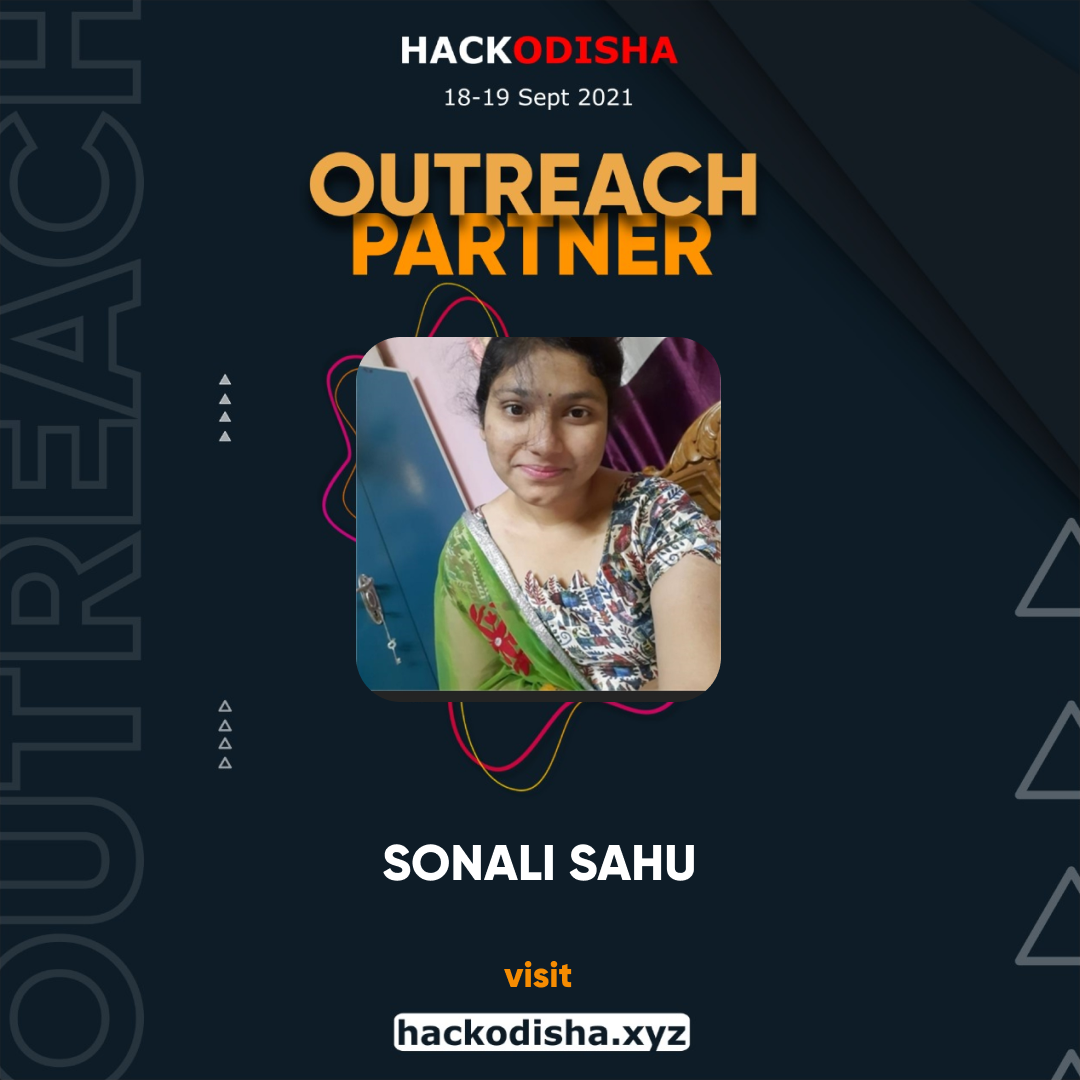 HACKODISHA
18-19 Sept 2021
OUTREACH
PARTNER
OUTREACH
SONALI SAHU
visit
hackodisha.xyz